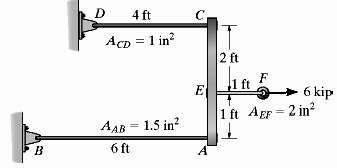 D 4 ft C
A_CD = 1 in²
2 ft
E 1 ft F
6 kip
1 ft A_EF = 2 in²
A_AB = 1.5 in²
B 6 ft A